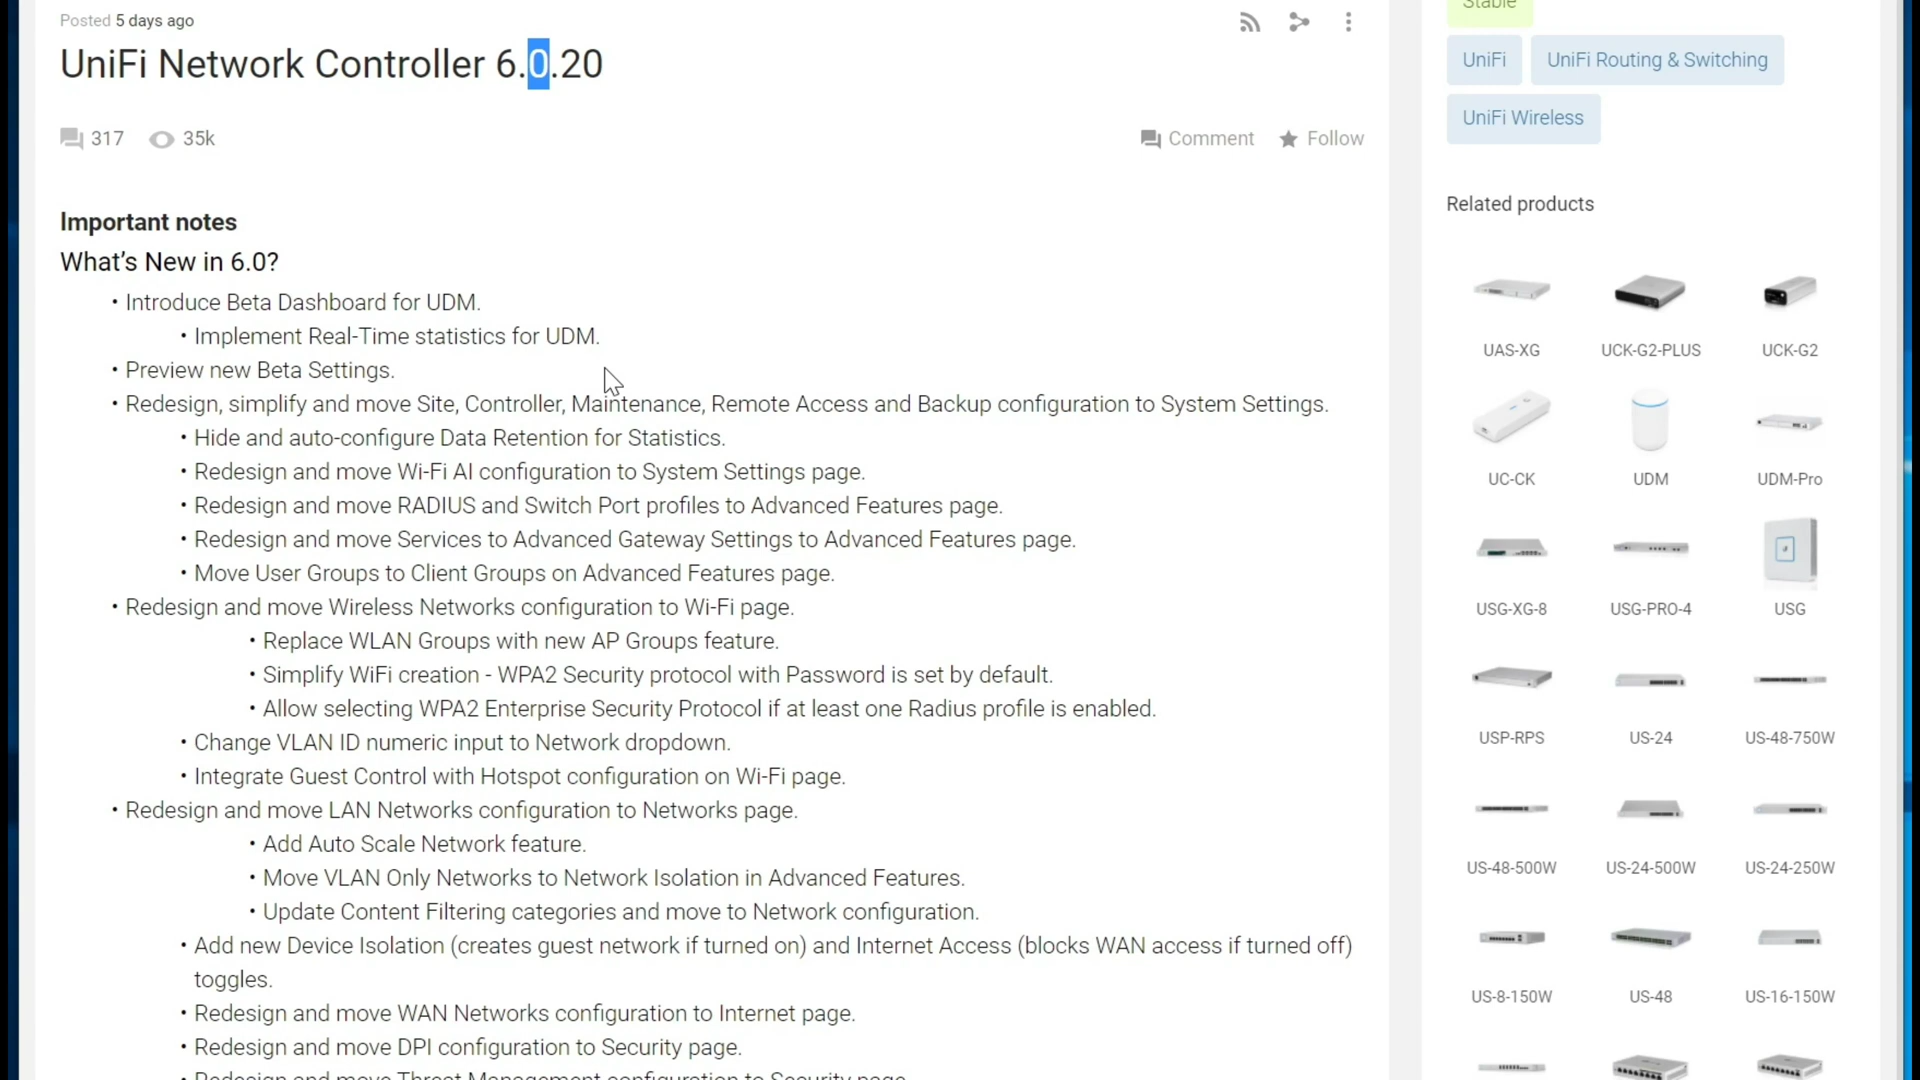 Posted 5 days ago
UniFi Network Controller 6.0.20
317 35k
Comment Follow
Important notes
What's New in 6.0?
• Introduce Beta Dashboard for UDM.
• Implement Real-Time statistics for UDM.
• Preview new Beta Settings.
• Redesign, simplify and move Site, Controller, Maintenance, Remote Access and Backup configuration to System Settings.
• Hide and auto-configure Data Retention for Statistics.
• Redesign and move Wi-Fi AI configuration to System Settings page.
• Redesign and move RADIUS and Switch Port profiles to Advanced Features page.
• Redesign and move Services to Advanced Gateway Settings to Advanced Features page.
• Move User Groups to Client Groups on Advanced Features page.
• Redesign and move Wireless Networks configuration to Wi-Fi page.
• Replace WLAN Groups with new AP Groups feature.
• Simplify WiFi creation - WPA2 Security protocol with Password is set by default.
• Allow selecting WPA2 Enterprise Security Protocol if at least one Radius profile is enabled.
• Change VLAN ID numeric input to Network dropdown.
• Integrate Guest Control with Hotspot configuration on Wi-Fi page.
• Redesign and move LAN Networks configuration to Networks page.
• Add Auto Scale Network feature.
• Move VLAN Only Networks to Network Isolation in Advanced Features.
• Update Content Filtering categories and move to Network configuration.
• Add new Device Isolation (creates guest network if turned on) and Internet Access (blocks WAN access if turned off)
toggles.
• Redesign and move WAN Networks configuration to Internet page.
• Redesign and move DPI configuration to Security page.
• Redesign and move Threat Management configuration to Security page.
Stable
UniFi UniFi Routing & Switching
UniFi Wireless
Related products
UAS-XG UCK-G2-PLUS UCK-G2
UC-CK UDM UDM-Pro
USG-XG-8 USG-PRO-4 USG
USP-RPS US-24 US-48-750W
US-48-500W US-24-500W US-24-250W
US-8-150W US-48 US-16-150W